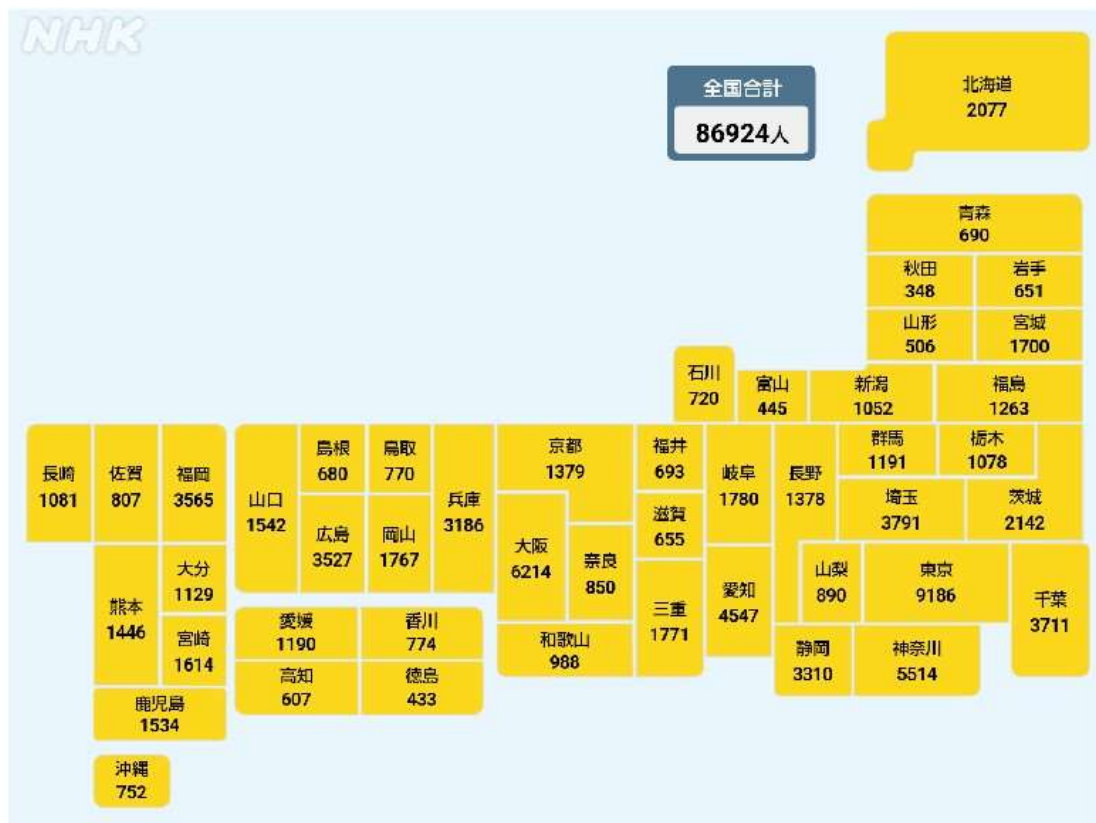 NHK
全国合計
86924人
北海道
2077
青森
690
秋田
348
岩手
651
山形
506
宮城
1700
石川
720
富山
445
新潟
1052
福島
1263
長崎
1081
佐賀
807
福岡
3565
山口
1542
島根
680
鳥取
770
兵庫
3186
京都
1379
福井
693
岐阜
1780
長野
1378
群馬
1191
栃木
1078
埼玉
3791
茨城
2142
広島
3527
岡山
1767
大阪
6214
奈良
850
滋賀
655
熊本
1446
大分
1129
宮崎
1614
三重
1771
愛知
4547
山梨
890
東京
9186
千葉
3711
愛媛
1190
香川
774
和歌山
988
静岡
3310
神奈川
5514
高知
607
徳島
433
鹿児島
1534
沖縄
752